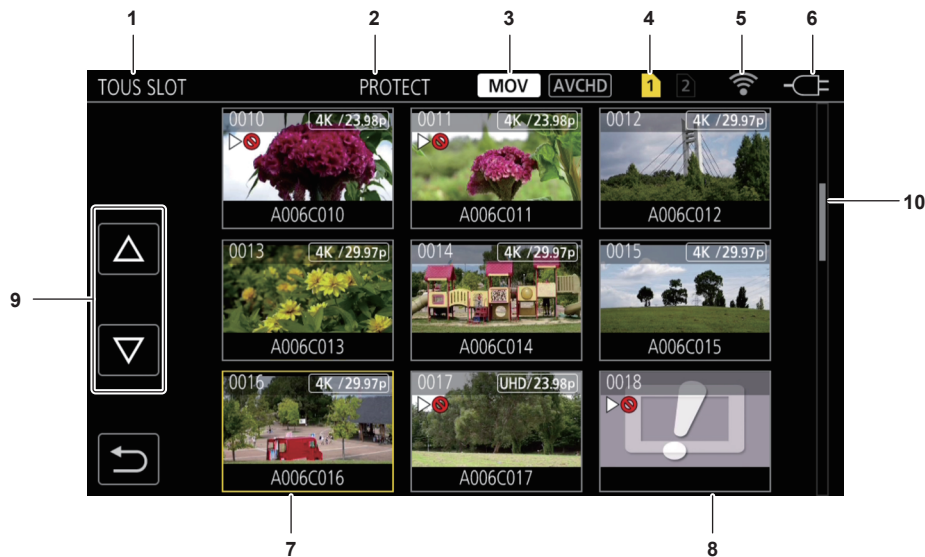 1 2 3 4 5 6
TOUS SLOT PROTECT MOV AVCHD 1 2
0010 4K /23.98p 0011 4K /23.98p 0012 4K /29.97p
A006C010 A006C011 A006C012
10
0013 4K /29.97p 0014 4K /29.97p 0015 4K /29.97p
9
A006C013 A006C014 A006C015
0016 4K /29.97p 0017 UHD/23.98p 0018
A006C016 A006C017
7 8